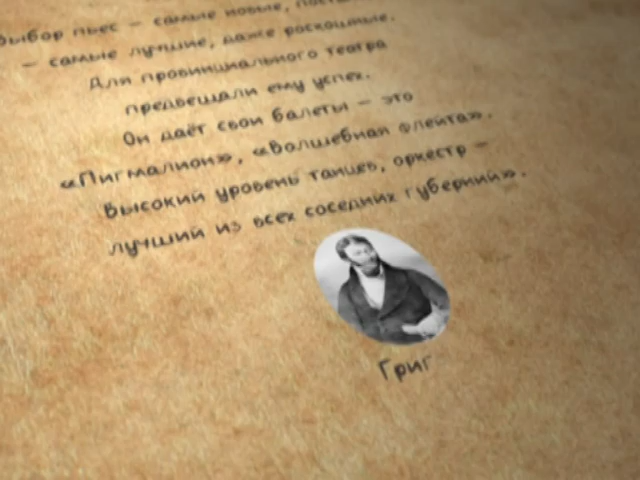 Выбор пьес – самые новые,
– самые лучшие, даже роскошные.
Для провинциального театра
предвещали ему успех.
Он даёт свои балеты – это
«Пигмалион», «Волшебная флейта».
Высокий уровень танцев, оркестр –
лучший из всех соседних губерний».
Григ